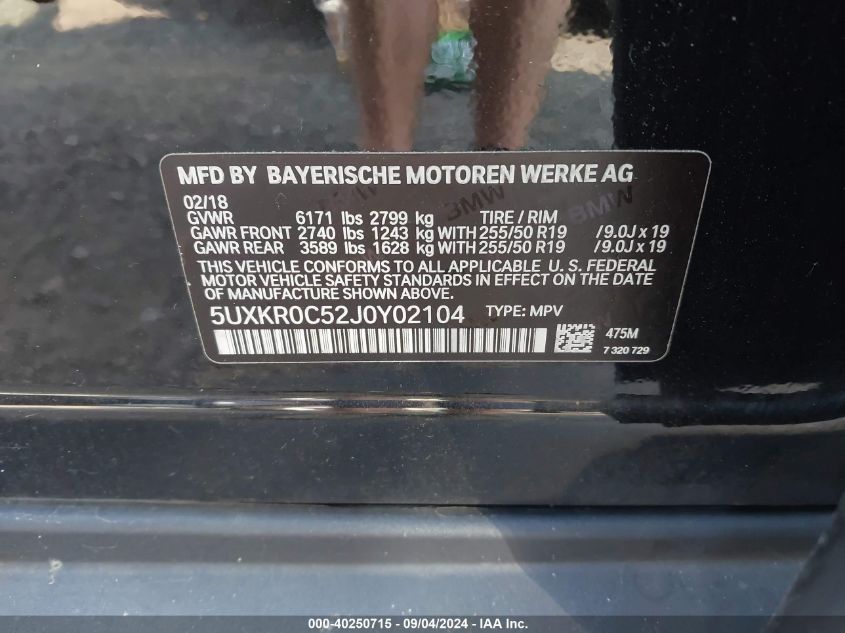 MFD BY BAYERISCHE MOTOREN WERKE AG
02/18
GVWR 6171 lbs 2799 kg TIRE / RIM
GAWR FRONT 2740 lbs 1243 kg WITH 255/50 R19 /9.0J x 19
GAWR REAR 3589 lbs 1628 kg WITH 255/50 R19 /9.0J x 19
THIS VEHICLE CONFORMS TO ALL APPLICABLE U. S. FEDERAL
MOTOR VEHICLE SAFETY STANDARDS IN EFFECT ON THE DATE
OF MANUFACTURE SHOWN ABOVE.
5UXKR0C52J0Y02104 TYPE: MPV
475M
7 320 729
BMW
BMW
000-40250715 - 09/04/2024 - IAAI Inc.